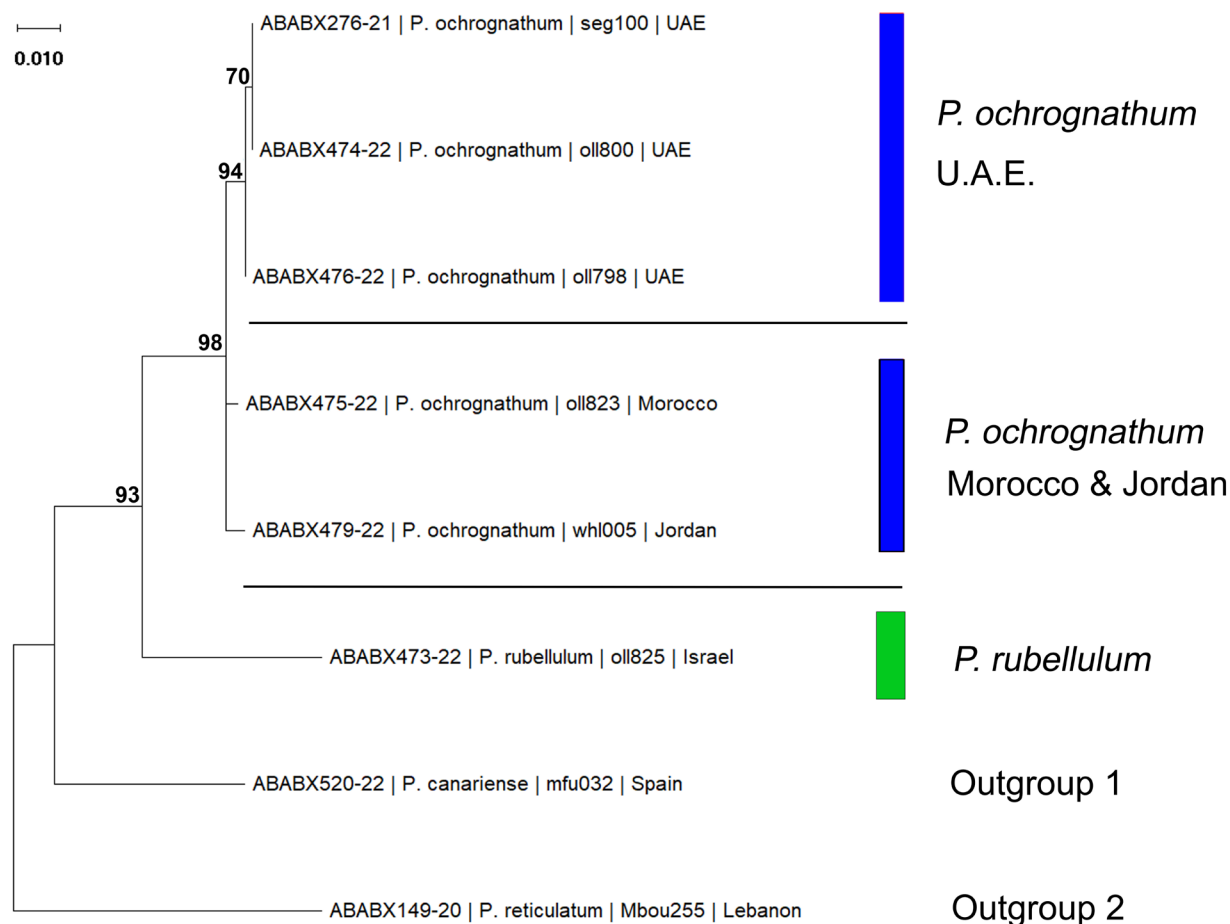 ABABX276-21 | P. ochrognathum | seg100 | UAE
0.010
70
P. ochrognathum
U.A.E.
ABABX474-22 | P. ochrognathum | oll800 | UAE
94
ABABX476-22 | P. ochrognathum | oll798 | UAE
98
ABABX475-22 | P. ochrognathum | oll823 | Morocco
P. ochrognathum
Morocco & Jordan
93
ABABX479-22 | P. ochrognathum | whl005 | Jordan
ABABX473-22 | P. rubellulum | oll825 | Israel
P. rubellulum
ABABX520-22 | P. canariense | mfu032 | Spain
Outgroup 1
ABABX149-20 | P. reticulatum | Mbou255 | Lebanon
Outgroup 2